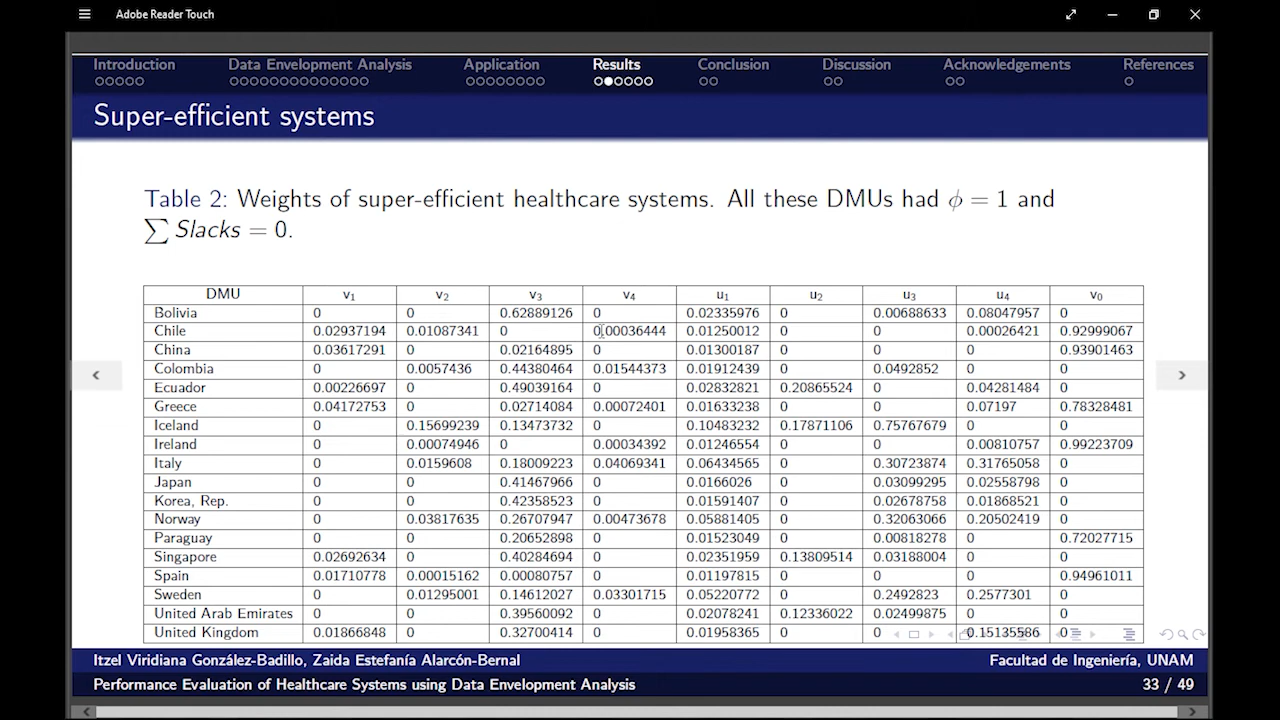 Adobe Reader Touch
Introduction Data Envelopment Analysis Application Results Conclusion Discussion Acknowledgements References
Super-efficient systems
Table 2: Weights of super-efficient healthcare systems. All these DMUs had ϕ = 1 and
∑ Slacks = 0.
DMU v₁ v₂ v₃ v₄ u₁ u₂ u₃ u₄ v₀
Bolivia 0 0 0.62889126 0 0.02335976 0 0.00688633 0.08047957 0
Chile 0.02937194 0.01087341 0 0.00036444 0.01250012 0 0 0.00026421 0.92999067
China 0.03617291 0 0.02164895 0 0.01300187 0 0 0 0.93901463
Colombia 0 0.0057436 0.44380464 0.01544373 0.01912439 0 0.0492852 0 0
Ecuador 0.00226697 0 0.49039164 0 0.02832821 0.20865524 0 0.04281484 0
Greece 0.04172753 0 0.02714084 0.00072401 0.01633238 0 0 0.07197 0.78328481
Iceland 0 0.15699239 0.13473732 0 0.10483232 0.17871106 0.75767679 0 0
Ireland 0 0.00074946 0 0.00034392 0.01246554 0 0 0.00810757 0.99223709
Italy 0 0.0159608 0.18009223 0.04069341 0.06434565 0 0.30723874 0.31765058 0
Japan 0 0 0.41467966 0 0.0166026 0 0.03099295 0.02558798 0
Korea, Rep. 0 0 0.42358523 0 0.01591407 0 0.02678758 0.01868521 0
Norway 0 0.03817635 0.26707947 0.00473678 0.05881405 0 0.32063066 0.20502419 0
Paraguay 0 0 0.20652898 0 0.01523049 0 0.00818278 0 0.72027715
Singapore 0.02692634 0 0.40284694 0 0.02351959 0.13809514 0.03188004 0 0
Spain 0.01710778 0.00015162 0.00080757 0 0.01197815 0 0 0 0.94961011
Sweden 0 0.01295001 0.14612027 0.03301715 0.05220772 0 0.2492823 0.2577301 0
United Arab Emirates 0 0 0.39560092 0 0.02078241 0.12336022 0.02499875 0 0
United Kingdom 0.01866848 0 0.32700414 0 0.01958365 0 0 0.15135586 0
Itzel Viridiana González-Badillo, Zaida Estefanía Alarcón-Bernal Facultad de Ingeniería, UNAM
Performance Evaluation of Healthcare Systems using Data Envelopment Analysis 33 / 49